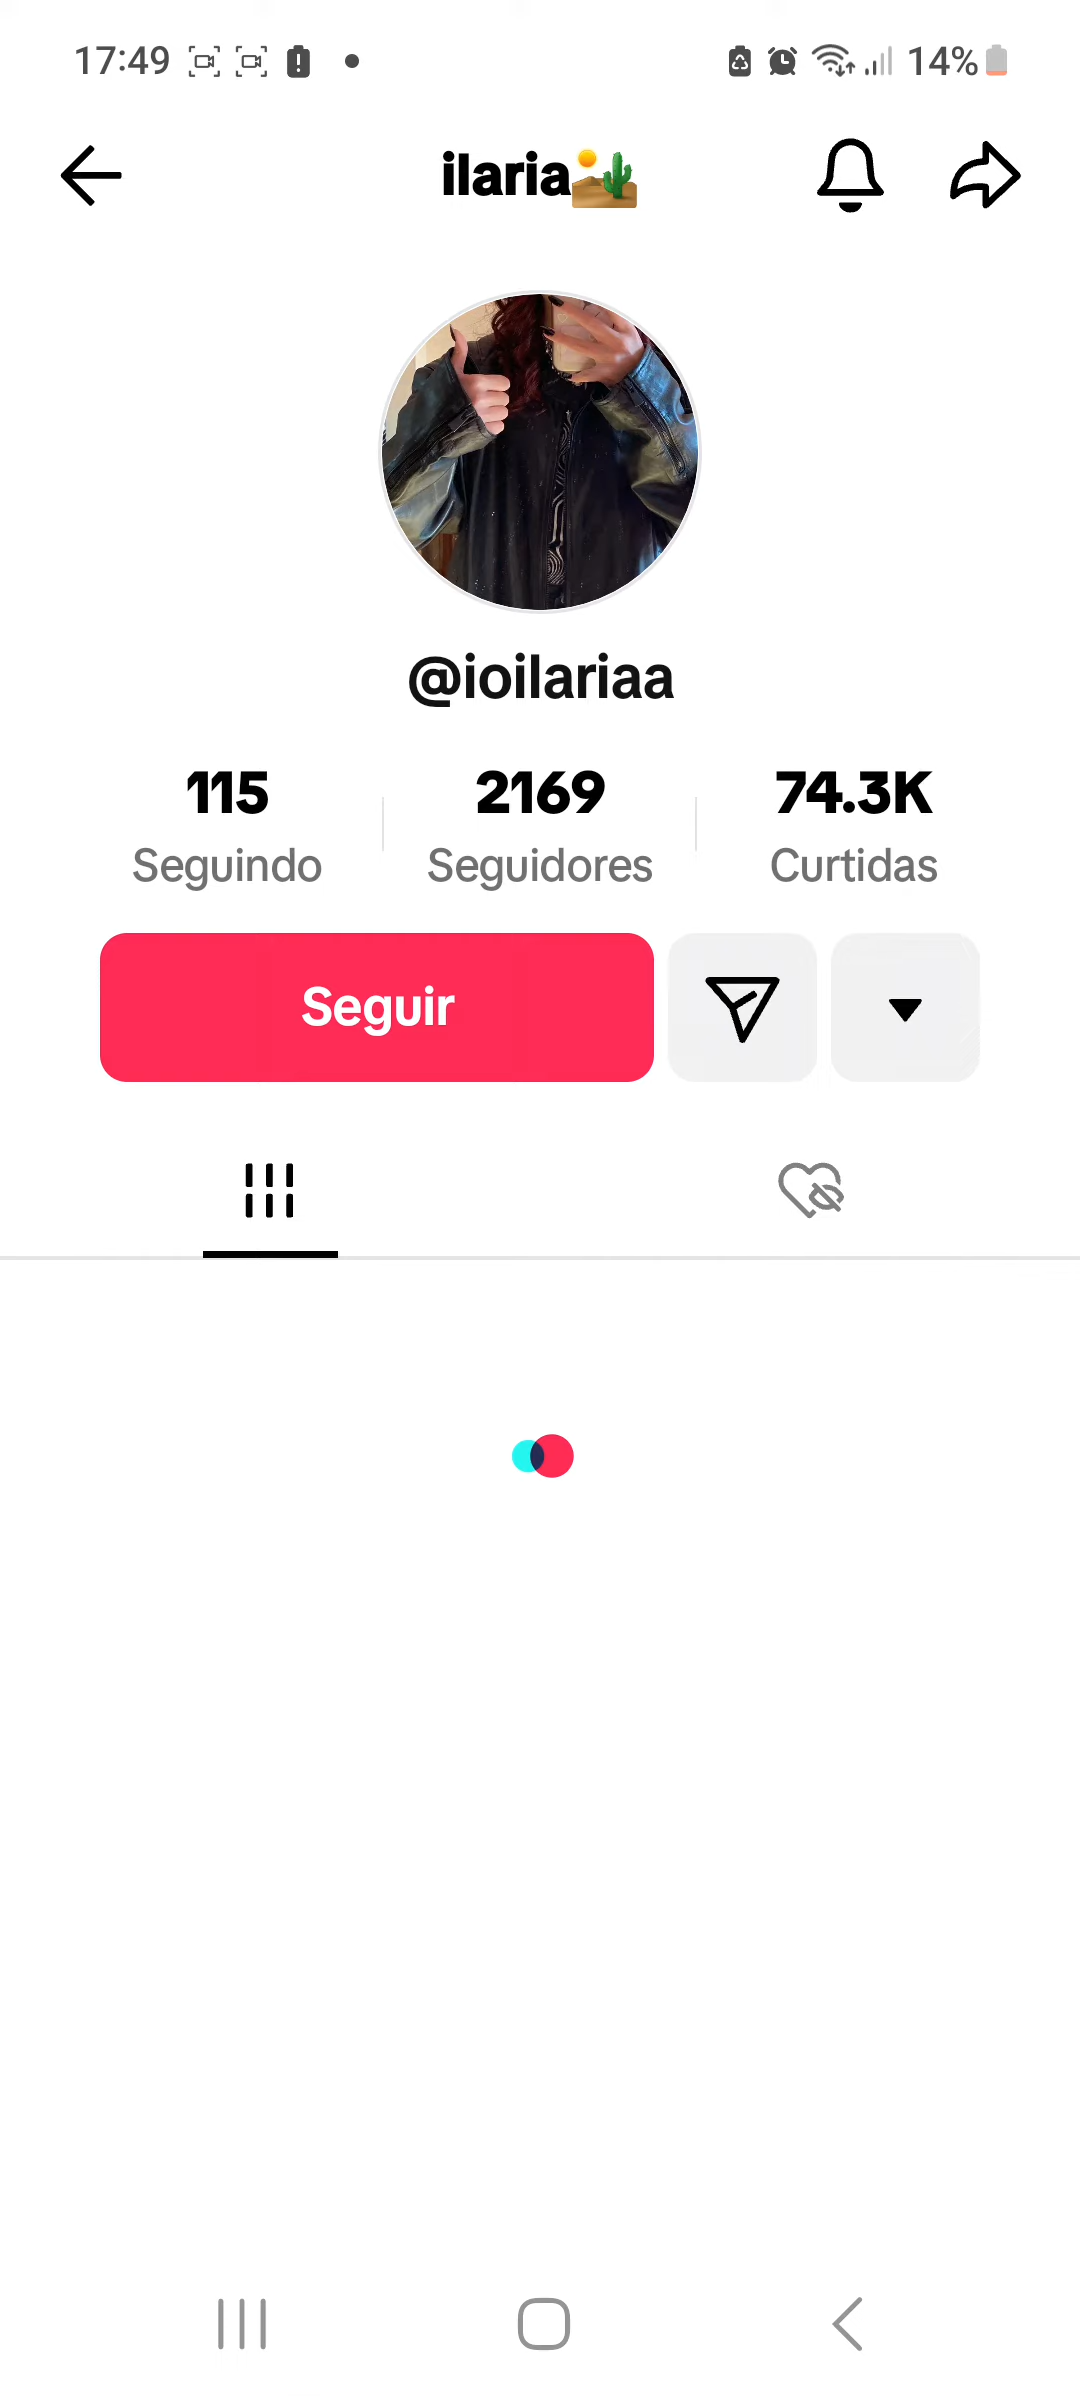 17:49 14%
ilaria🏜️
@ioilariaa
115 2169 74.3K
Seguindo Seguidores Curtidas
Seguir